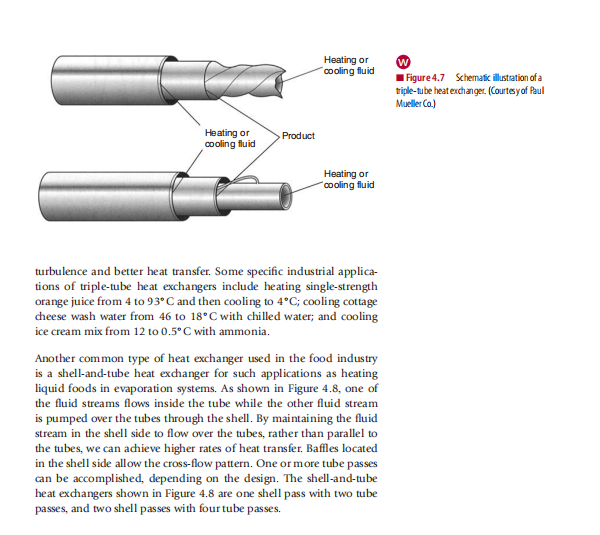 Heating or
cooling fluid
W
Figure 4.7 Schematic illustration of a
triple-tube heat exchanger. (Courtesy of Paul
Mueller Co.)
Heating or
cooling fluid
Product
Heating or
cooling fluid
turbulence and better heat transfer. Some specific industrial applica-
tions of triple-tube heat exchangers include heating single-strength
orange juice from 4 to 93°C and then cooling to 4°C; cooling cottage
cheese wash water from 46 to 18°C with chilled water; and cooling
ice cream mix from 12 to 0.5°C with ammonia.
Another common type of heat exchanger used in the food industry
is a shell-and-tube heat exchanger for such applications as heating
liquid foods in evaporation systems. As shown in Figure 4.8, one of
the fluid streams flows inside the tube while the other fluid stream
is pumped over the tubes through the shell. By maintaining the fluid
stream in the shell side to flow over the tubes, rather than parallel to
the tubes, we can achieve higher rates of heat transfer. Baffles located
in the shell side allow the cross-flow pattern. One or more tube passes
can be accomplished, depending on the design. The shell-and-tube
heat exchangers shown in Figure 4.8 are one shell pass with two tube
passes, and two shell passes with four tube passes.